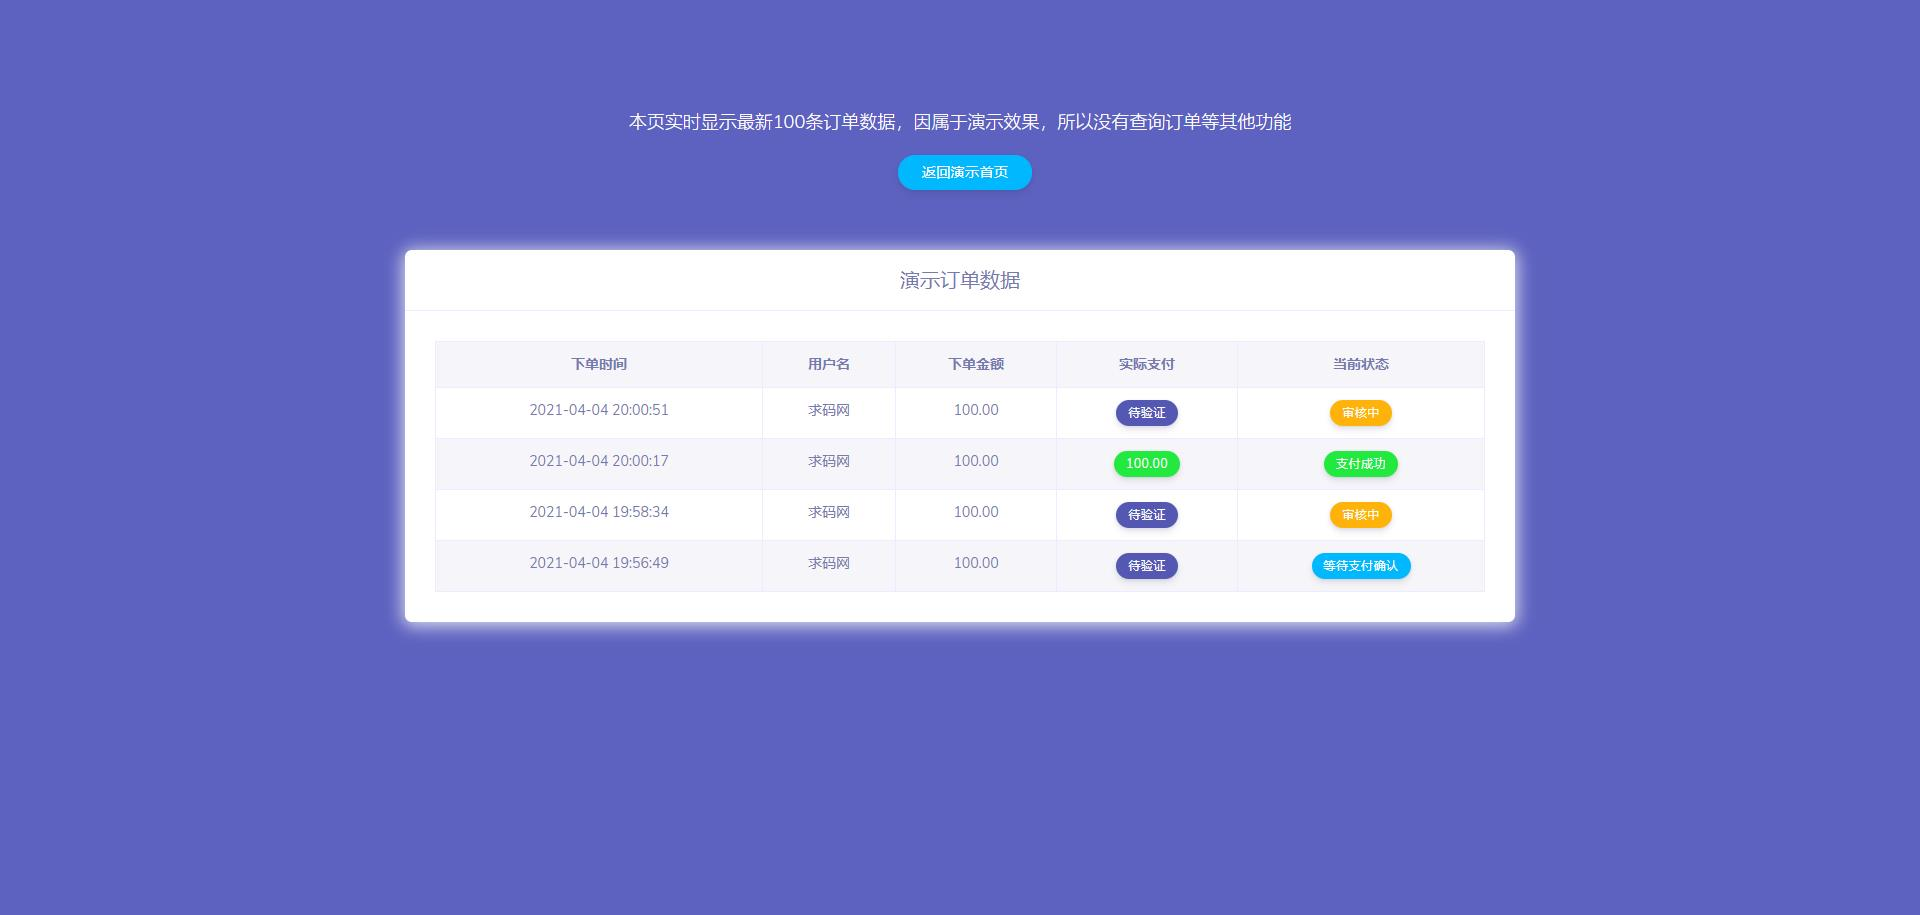 本页实时显示最新100条订单数据，因属于演示效果，所以没有查询订单等其他功能
返回演示首页
演示订单数据
下单时间 用户名 下单金额 实际支付 当前状态
2021-04-04 20:00:51 求码网 100.00 待验证 审核中
2021-04-04 20:00:17 求码网 100.00 100.00 支付成功
2021-04-04 19:58:34 求码网 100.00 待验证 审核中
2021-04-04 19:56:49 求码网 100.00 待验证 等待支付确认